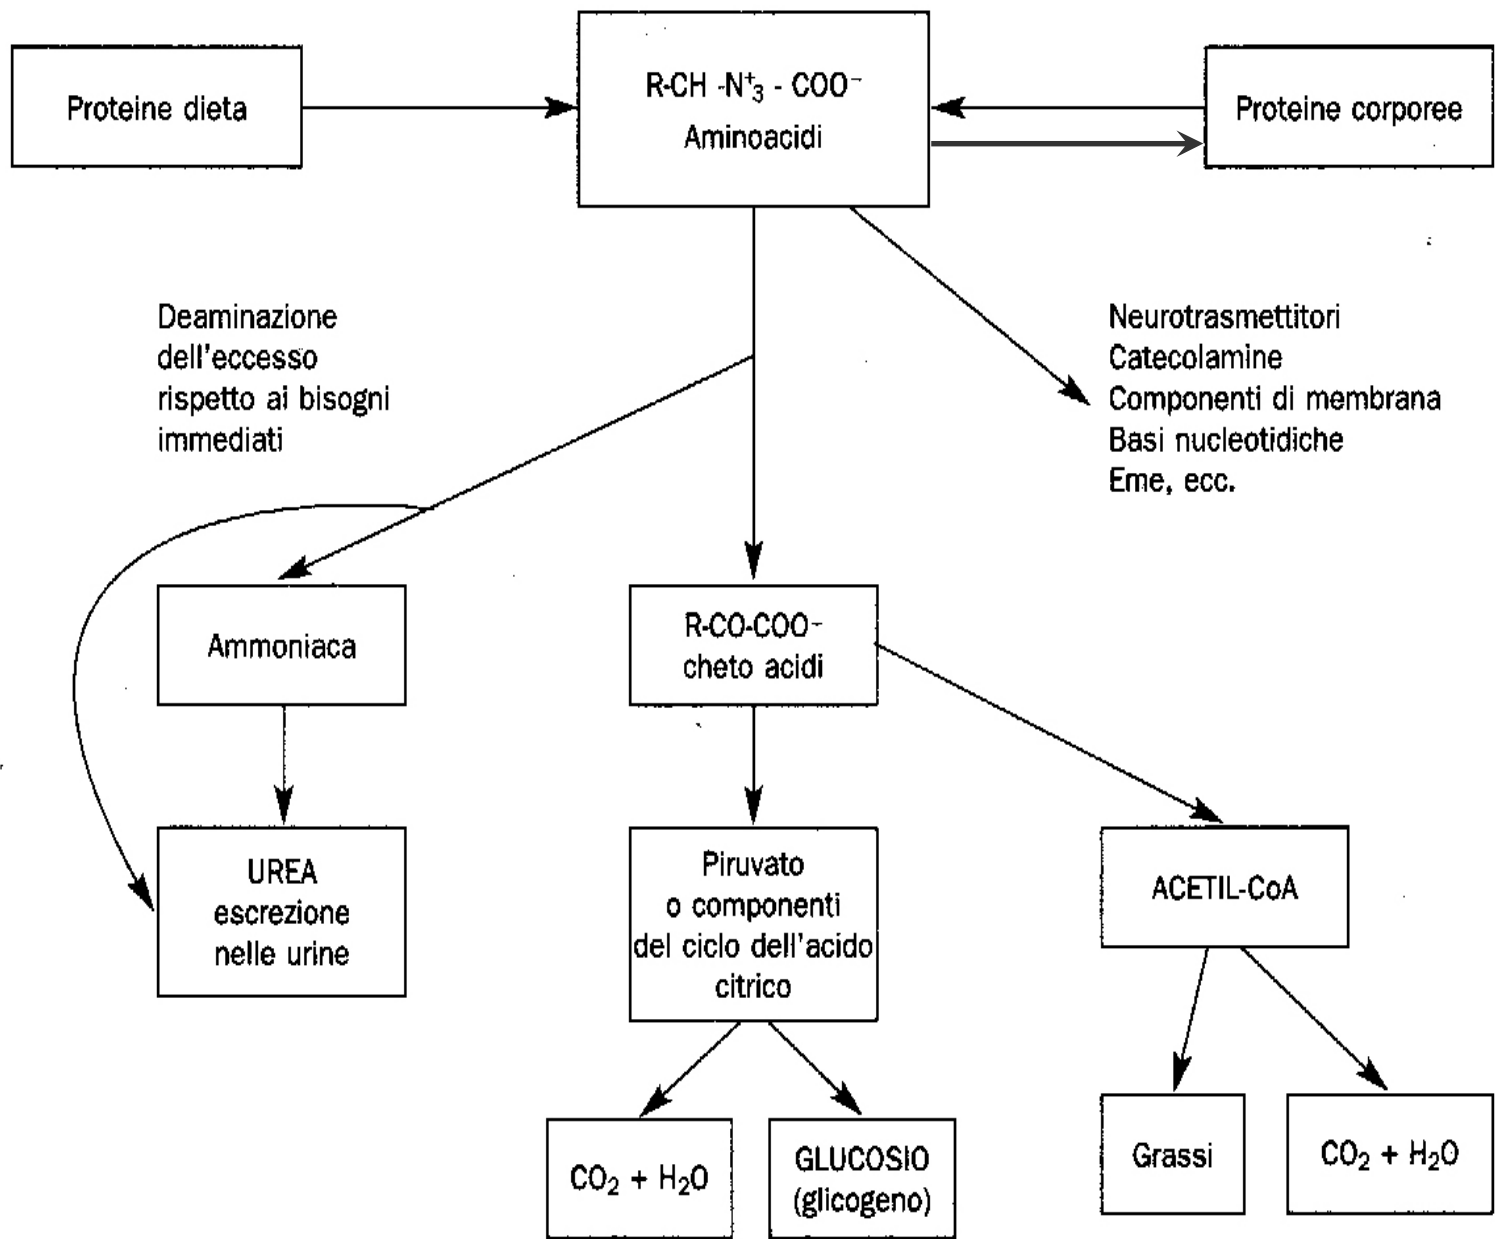 Proteine dieta
R-CH -N⁺₃ - COO⁻
Aminoacidi
Proteine corporee
Deaminazione
dell'eccesso
rispetto ai bisogni
immediati
Neurotrasmettitori
Catecolamine
Componenti di membrana
Basi nucleotidiche
Eme, ecc.
Ammoniaca
R-CO-COO⁻
cheto acidi
UREA
escrezione
nelle urine
Piruvato
o componenti
del ciclo dell'acido
citrico
ACETIL-CoA
CO₂ + H₂O
GLUCOSIO
(glicogeno)
Grassi
CO₂ + H₂O